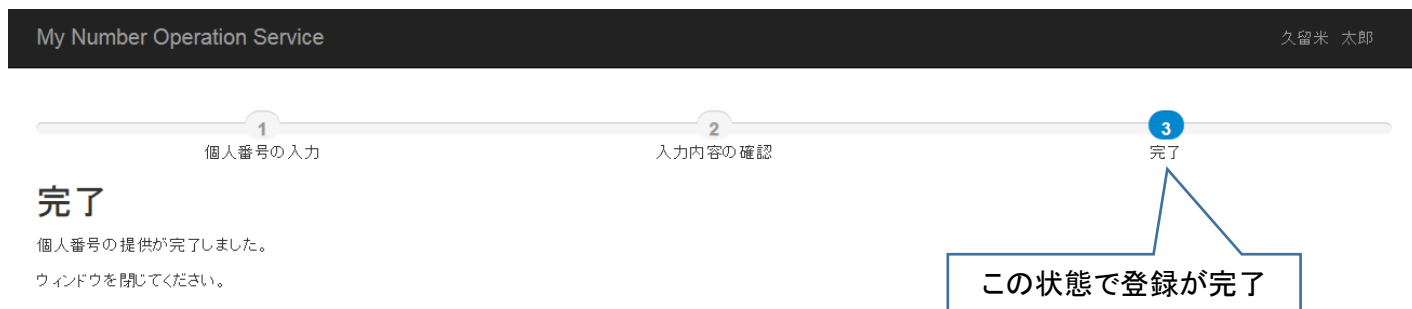 My Number Operation Service 久留米 太郎
1 2 3
個人番号の入力 入力内容の確認 完了
完了
個人番号の提供が完了しました。
ウィンドウを閉じてください。
この状態で登録が完了